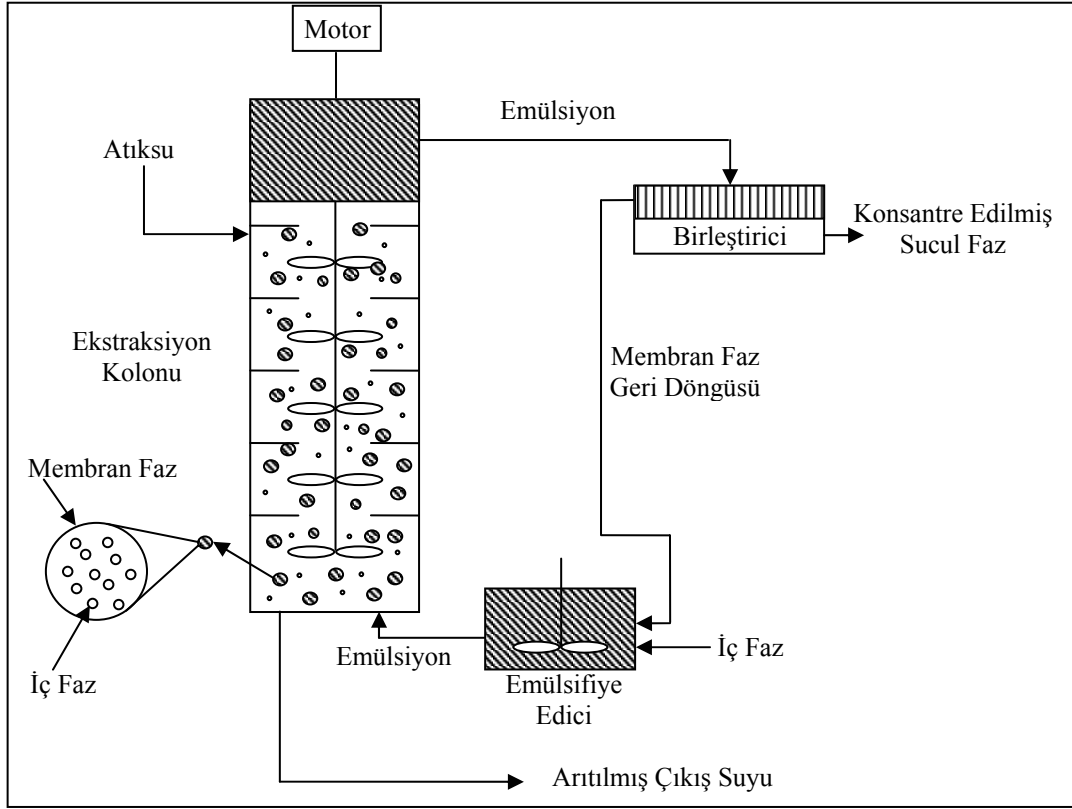 Motor
Emülsiyon
Atıksu
Birleştirici
Konsantre Edilmiş
Sucul Faz
Ekstraksiyon
Kolonu
Membran Faz
Geri Döngüsü
Membran Faz
İç Faz
Emülsiyon
İç Faz
Emülsifiye
Edici
Arıtılmış Çıkış Suyu